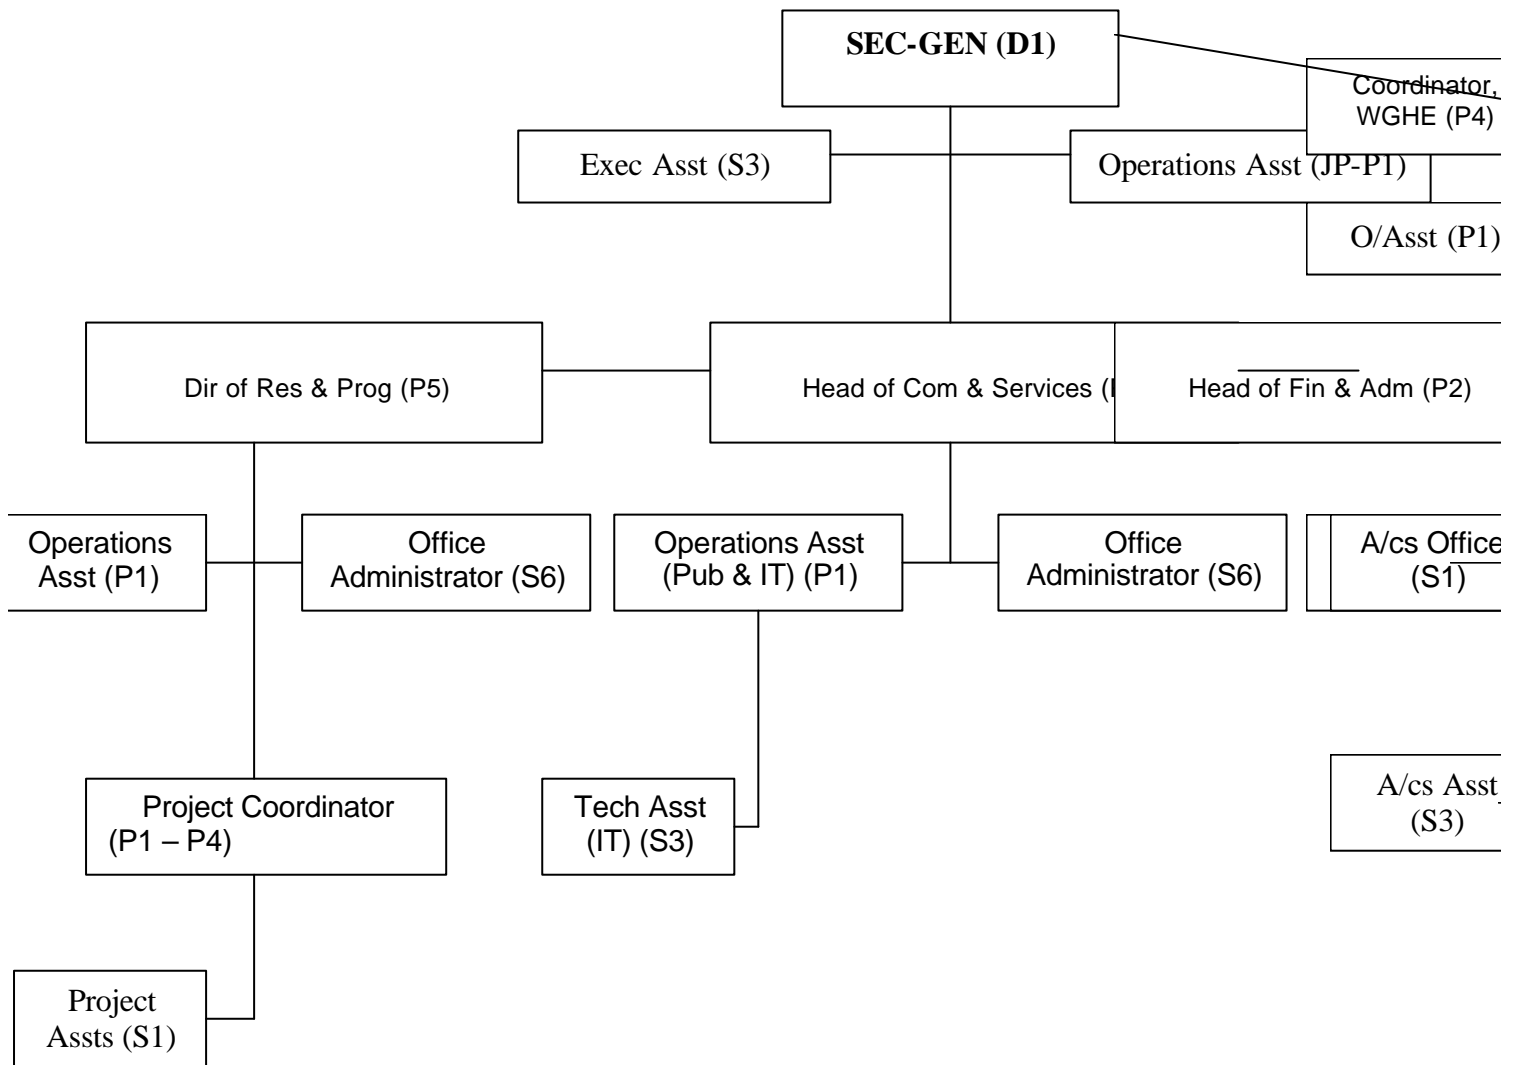 SEC-GEN (D1)
Coordinator,
WGHE (P4)
Exec Asst (S3)
Operations Asst (JP-P1)
O/Asst (P1)
Dir of Res & Prog (P5)
Head of Com & Services (
Head of Fin & Adm (P2)
Operations
Asst (P1)
Office
Administrator (S6)
Operations Asst
(Pub & IT) (P1)
Office
Administrator (S6)
A/cs Office
(S1)
Project Coordinator
(P1 – P4)
Tech Asst
(IT) (S3)
A/cs Asst
(S3)
Project
Assts (S1)